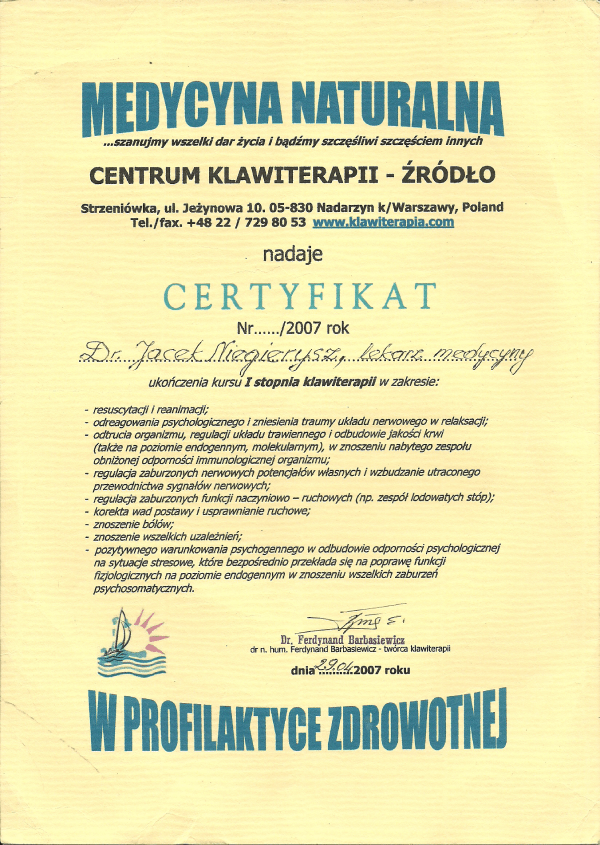 MEDYCYNA NATURALNA
...szanujmy wszelki dar życia i bądźmy szczęśliwi szczęściem innych
CENTRUM KLAWITERAPII - ŹRÓDŁO
Strzeniówka, ul. Jeżynowa 10. 05-830 Nadarzyn k/Warszawy, Poland
Tel./fax. +48 22 / 729 80 53 www.klawiterapia.com
nadaje
CERTYFIKAT
Nr....../2007 rok
Dr. Jacek Niegierysz, lekarz medycyny
ukończenia kursu I stopnia klawiterapii w zakresie:
- resuscytacji i reanimacji;
- odreagowania psychologicznego i zniesienia traumy układu nerwowego w relaksacji;
- odtrucia organizmu, regulacji układu trawiennego i odbudowie jakości krwi
(także na poziomie endogennym, molekularnym), w znoszeniu nabytego zespołu
obniżonej odporności immunologicznej organizmu;
- regulacja zaburzonych nerwowych potencjałów własnych i wzbudzanie utraconego
przewodnictwa sygnałów nerwowych;
- regulacja zaburzonych funkcji naczyniowo – ruchowych (np. zespół lodowatych stóp);
- korekta wad postawy i usprawnianie ruchowe;
- znoszenie bólów;
- znoszenie wszelkich uzależnień;
- pozytywnego warunkowania psychogennego w odbudowie odporności psychologicznej
na sytuacje stresowe, które bezpośrednio przekłada się na poprawę funkcji
fizjologicznych na poziomie endogennym w znoszeniu wszelkich zaburzeń
psychosomatycznych.
Dr. Ferdynand Barbasiewicz
dr n. hum. Ferdynand Barbasiewicz - twórca klawiterapii
dnia 29.04.2007 roku
W PROFILAKTYCE ZDROWOTNEJ